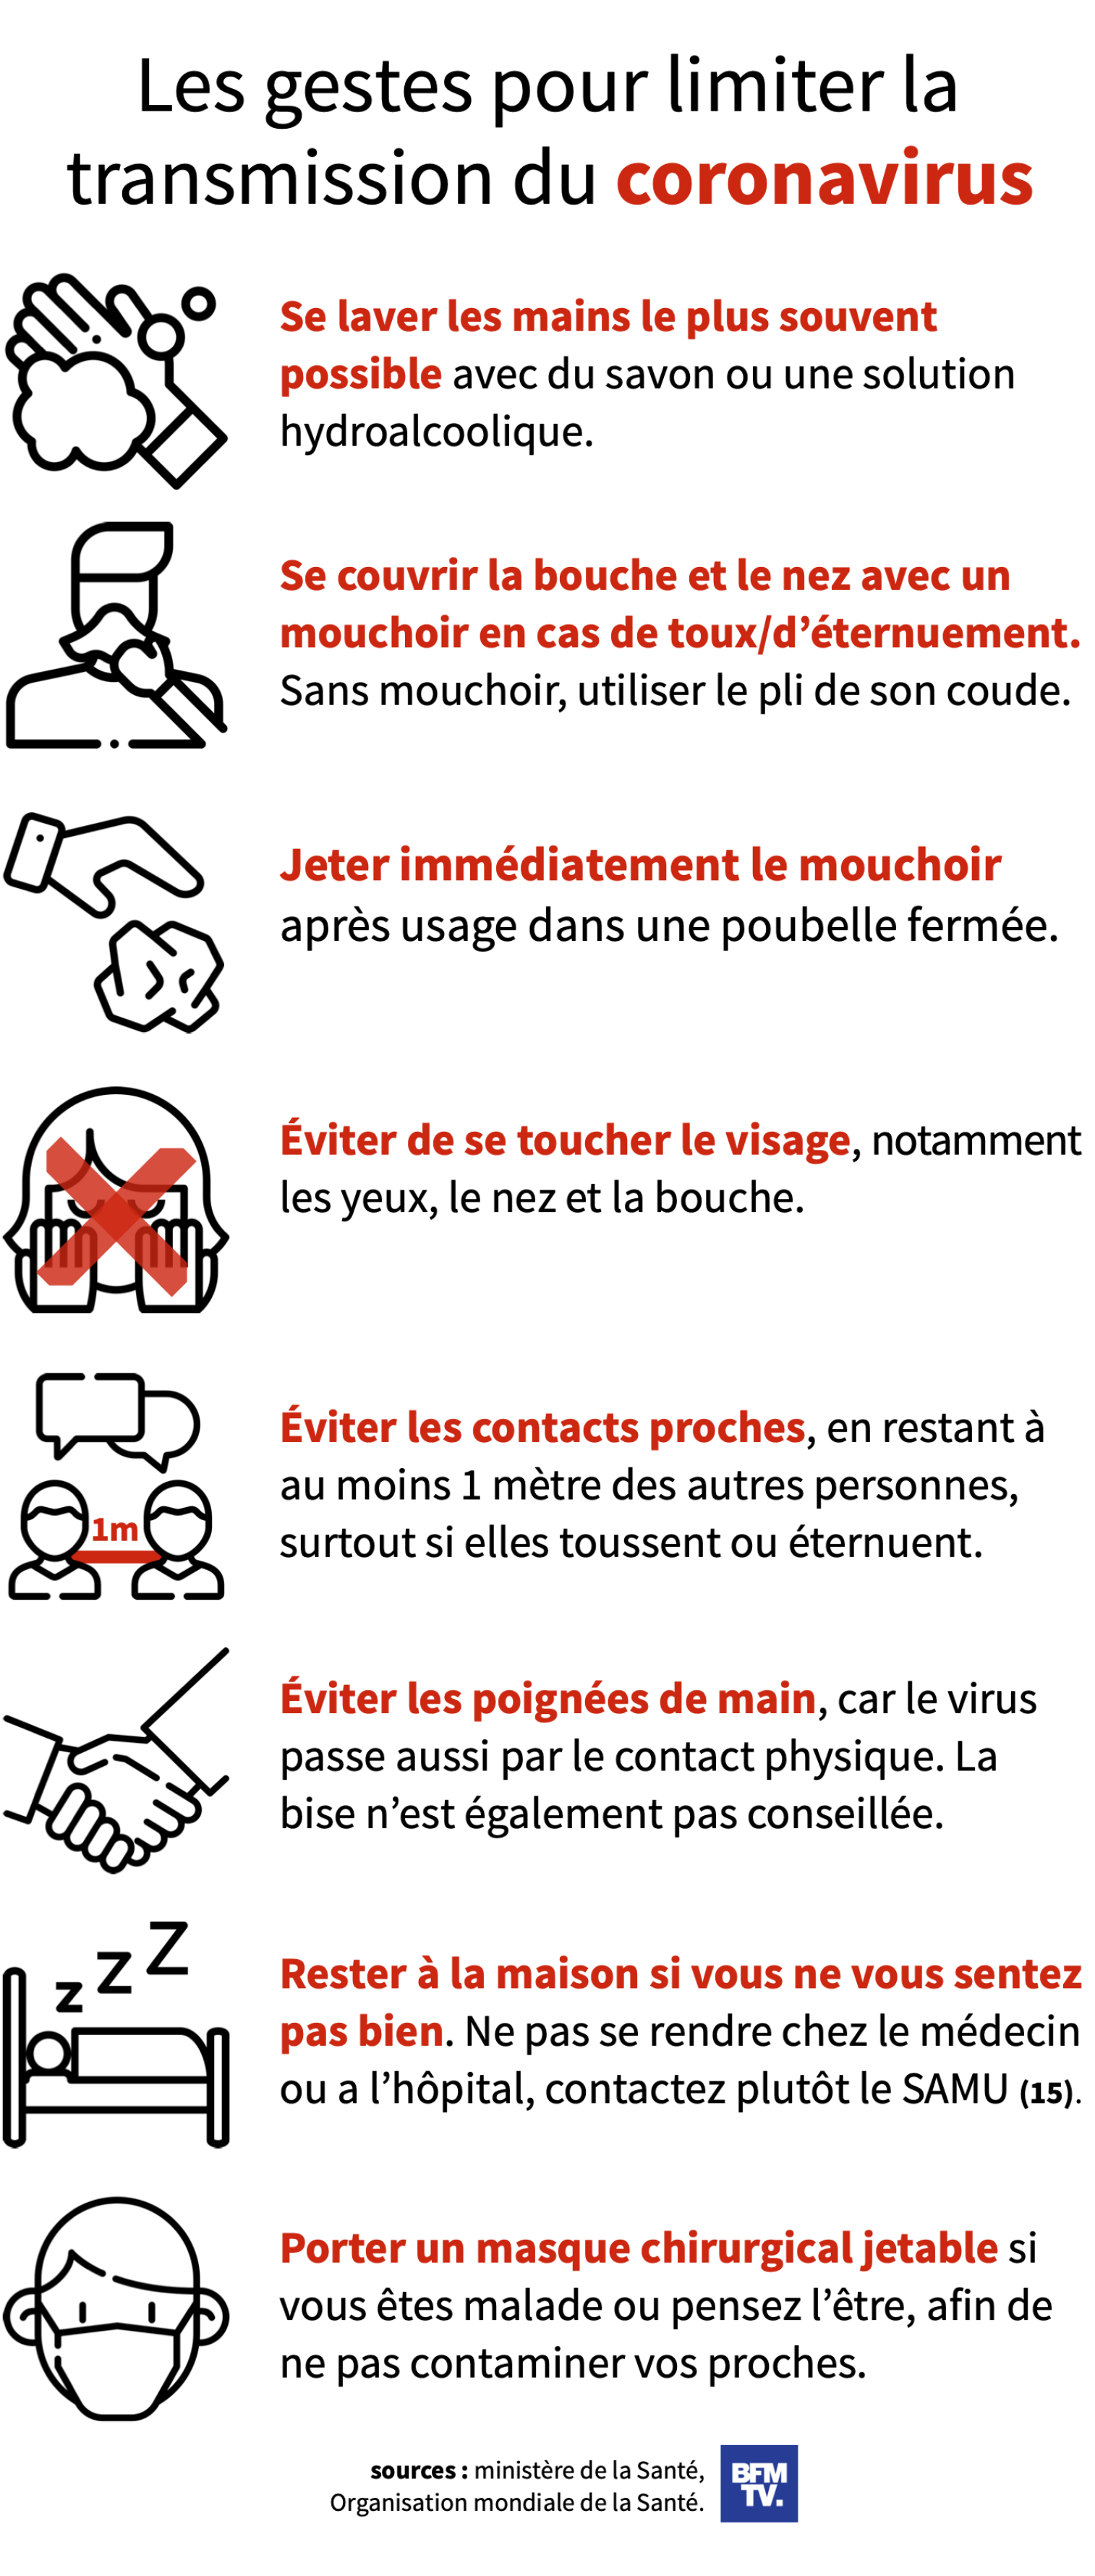 Les gestes pour limiter la
transmission du coronavirus
Se laver les mains le plus souvent
possible avec du savon ou une solution
hydroalcoolique.
Se couvrir la bouche et le nez avec un
mouchoir en cas de toux/d’éternuement.
Sans mouchoir, utiliser le pli de son coude.
Jeter immédiatement le mouchoir
après usage dans une poubelle fermée.
Éviter de se toucher le visage, notamment
les yeux, le nez et la bouche.
1m
Éviter les contacts proches, en restant à
au moins 1 mètre des autres personnes,
surtout si elles toussent ou éternuent.
Éviter les poignées de main, car le virus
passe aussi par le contact physique. La
bise n’est également pas conseillée.
z z Z
Rester à la maison si vous ne vous sentez
pas bien. Ne pas se rendre chez le médecin
ou a l’hôpital, contactez plutôt le SAMU (15).
Porter un masque chirurgical jetable si
vous êtes malade ou pensez l’être, afin de
ne pas contaminer vos proches.
sources : ministère de la Santé,
Organisation mondiale de la Santé.
BFM
TV.